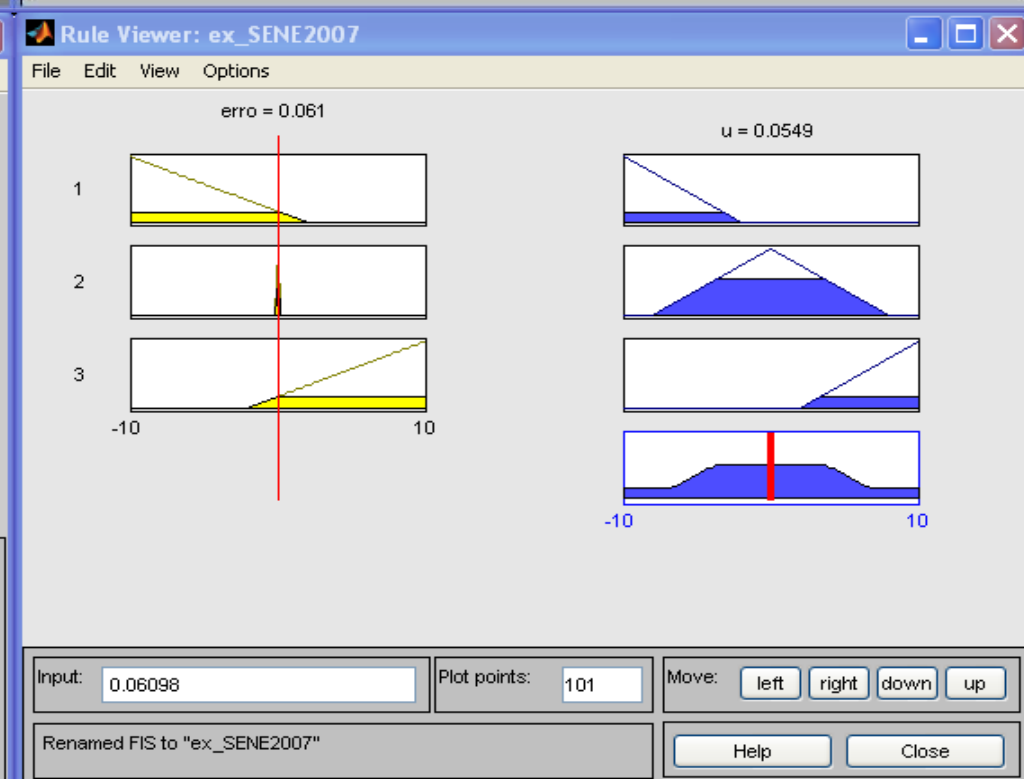 Rule Viewer: ex_SENE2007
File Edit View Options
erro = 0.061
u = 0.0549
1
2
3
-10 10
-10 10
Input: 0.06098
Plot points: 101
Move: left right down up
Renamed FIS to "ex_SENE2007"
Help Close